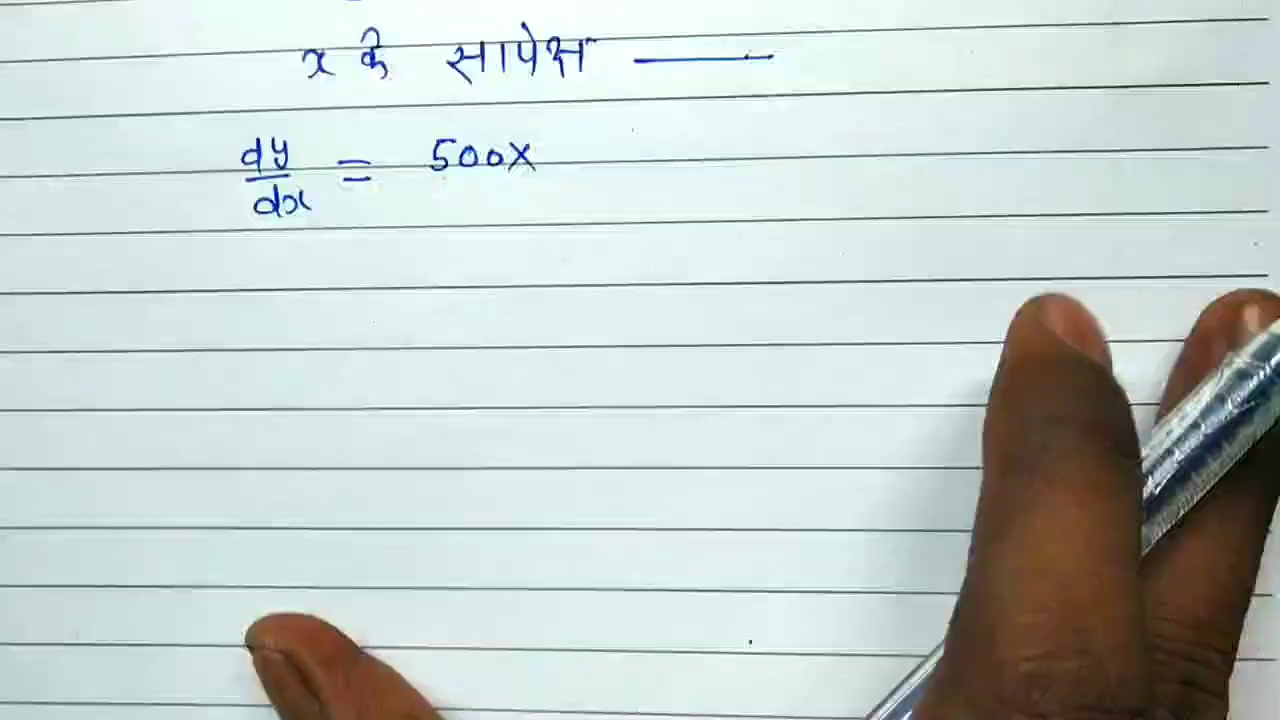 x के सापेक्ष ———
dy/dx = 500x